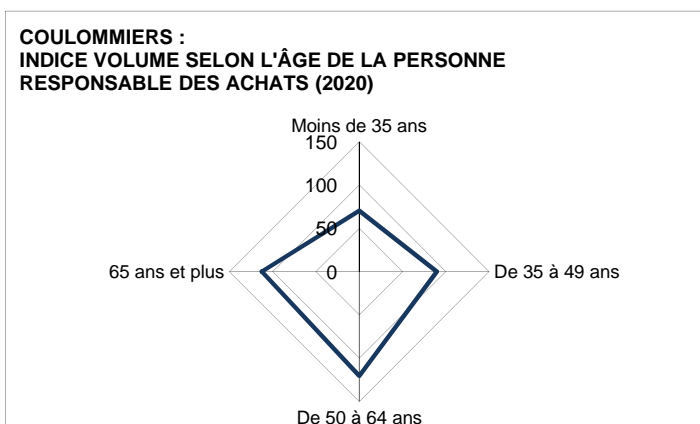 COULOMMIERS :
INDICE VOLUME SELON L'ÂGE DE LA PERSONNE
RESPONSABLE DES ACHATS (2020)
Moins de 35 ans
150
100
50
0
65 ans et plus
De 35 à 49 ans
De 50 à 64 ans